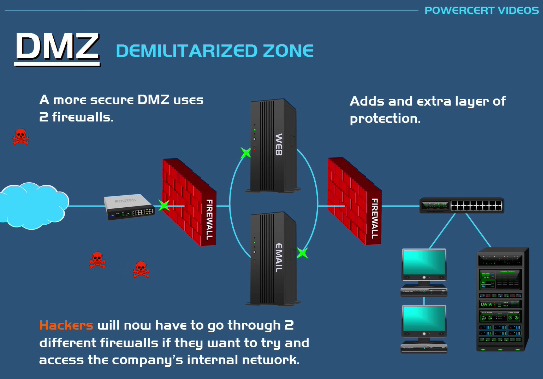 POWERCERT VIDEOS
DMZ DEMILITARIZED ZONE
A more secure DMZ uses
2 firewalls.
Adds and extra layer of
protection.
WEB
FIREWALL
FIREWALL
EMAIL
Hackers will now have to go through 2
different firewalls if they want to try and
access the company's internal network.